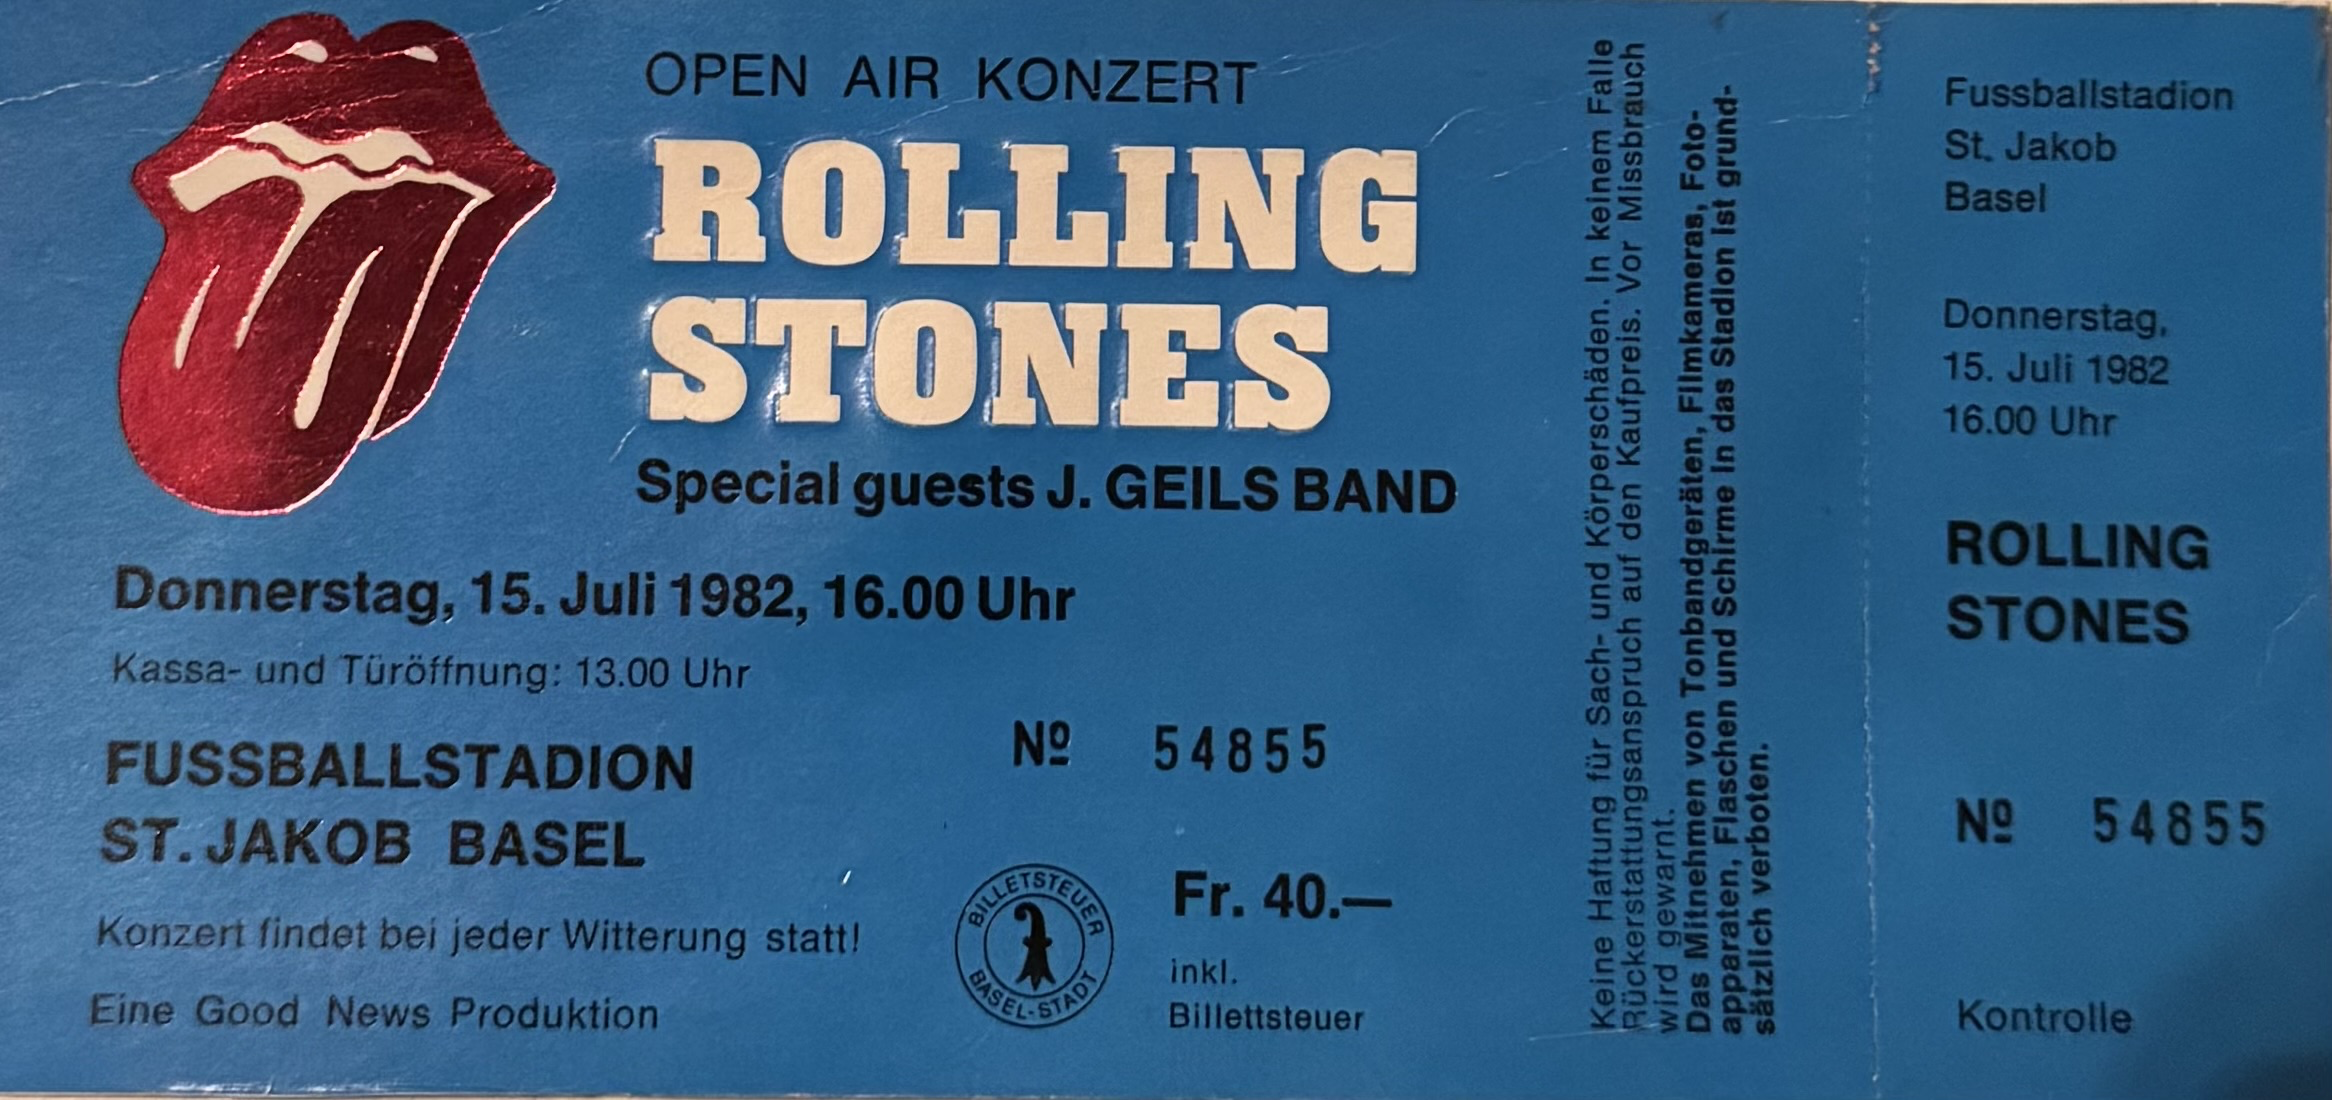 OPEN AIR KONZERT
ROLLING
STONES
Special guests J. GEILS BAND
Donnerstag, 15. Juli 1982, 16.00 Uhr
Kassa- und Türöffnung: 13.00 Uhr
FUSSBALLSTADION
ST. JAKOB BASEL
Nº 54855
Konzert findet bei jeder Witterung statt!
Eine Good News Produktion
BILLETSTEUER
BASEL-STADT
Fr. 40.—
inkl.
Billettsteuer
Keine Haftung für Sach- und Körperschäden. In keinem Falle
Rückerstattungsanspruch auf den Kaufpreis. Vor Missbrauch
wird gewarnt.
Das Mitnehmen von Tonbandgeräten, Filmkameras, Foto-
apparaten, Flaschen und Schirme in das Stadion ist grund-
sätzlich verboten.
Fussballstadion
St. Jakob
Basel
Donnerstag,
15. Juli 1982
16.00 Uhr
ROLLING
STONES
Nº 54855
Kontrolle